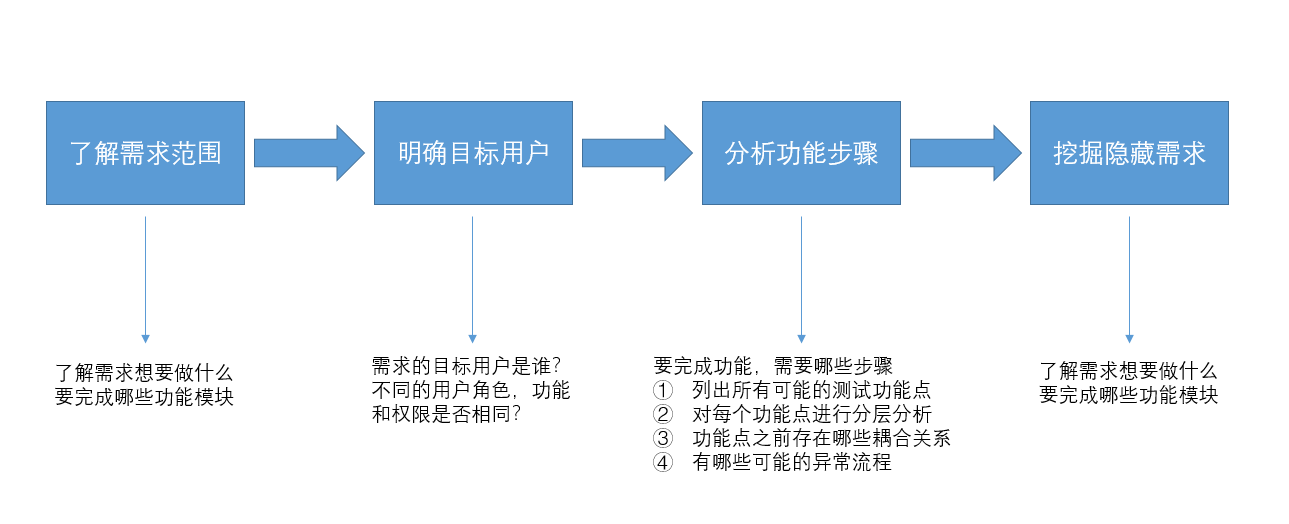 了解需求范围
明确目标用户
分析功能步骤
挖掘隐藏需求
了解需求想要做什么
要完成哪些功能模块
需求的目标用户是谁?
不同的用户角色，功能
和权限是否相同?
要完成功能，需要哪些步骤
① 列出所有可能的测试功能点
② 对每个功能点进行分层分析
③ 功能点之前存在哪些耦合关系
④ 有哪些可能的异常流程
了解需求想要做什么
要完成哪些功能模块